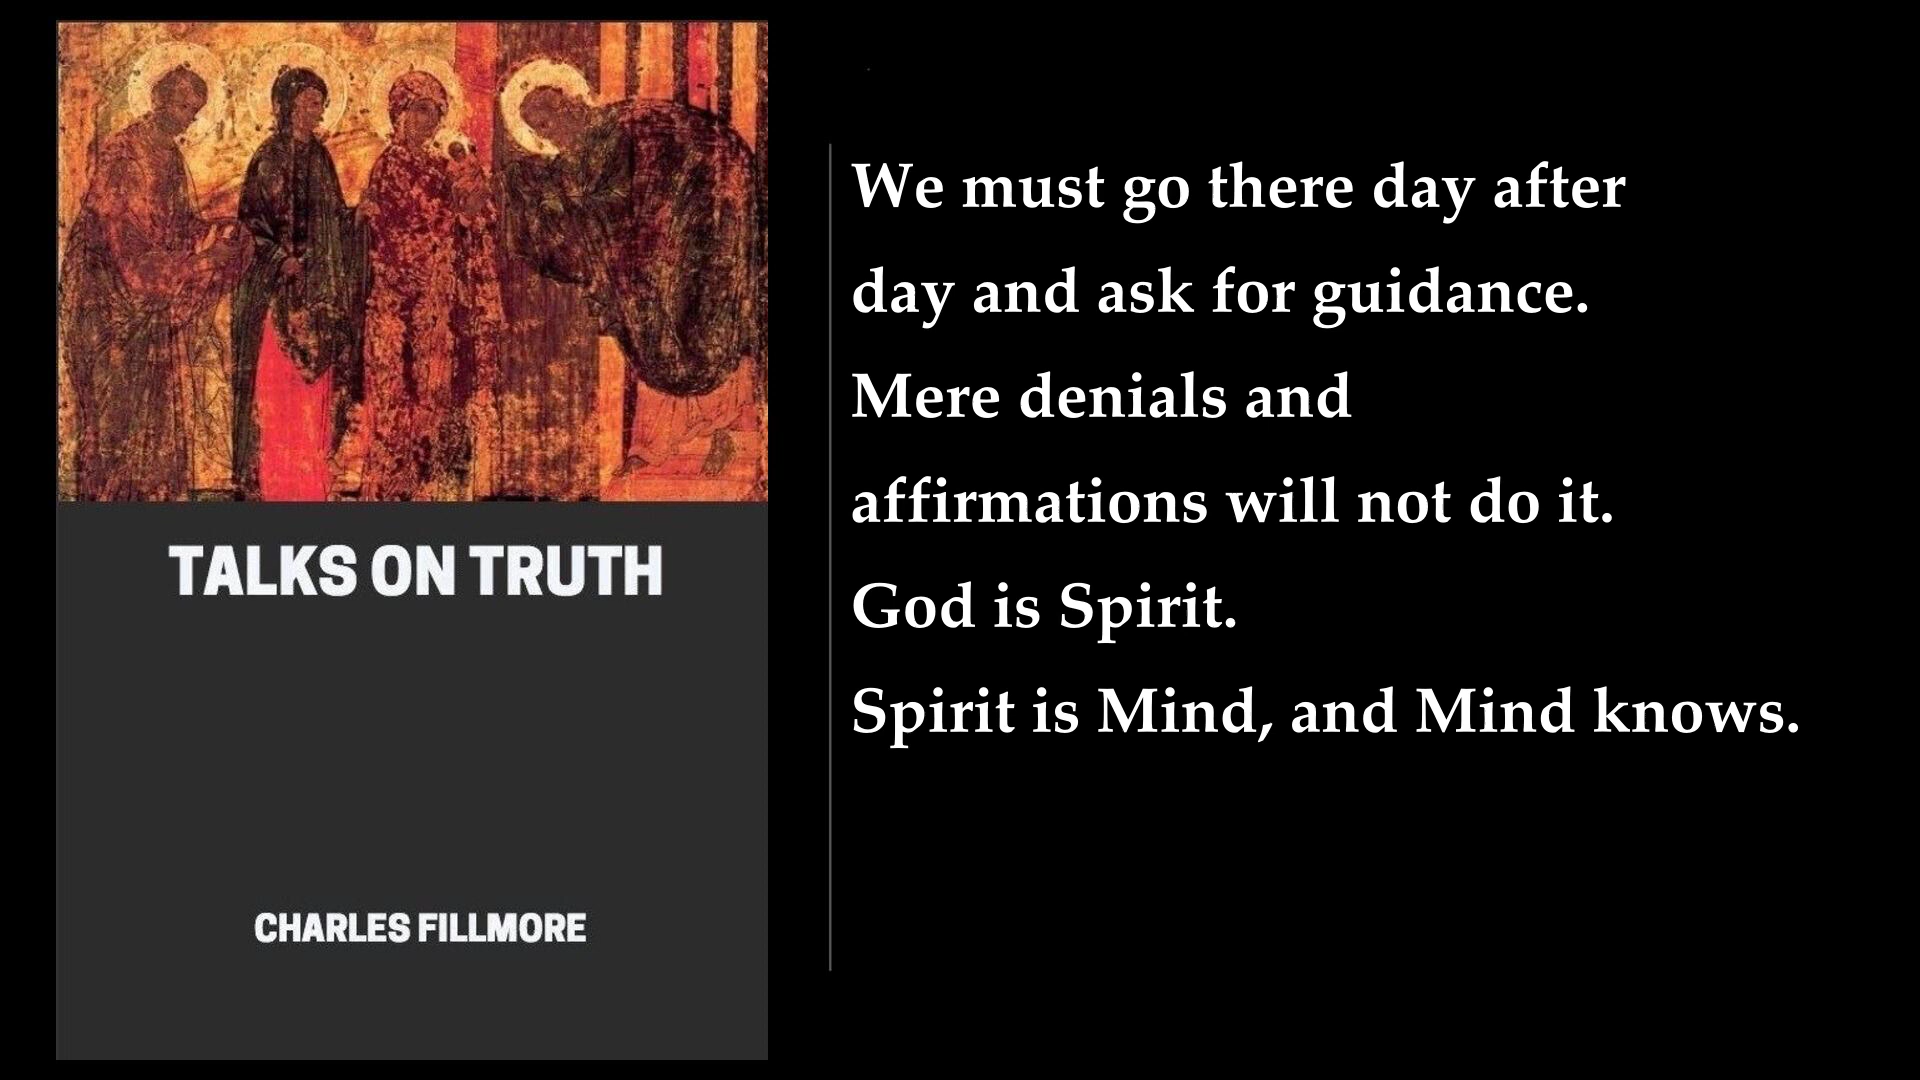 TALKS ON TRUTH
CHARLES FILLMORE
We must go there day after
day and ask for guidance.
Mere denials and
affirmations will not do it.
God is Spirit.
Spirit is Mind, and Mind knows.